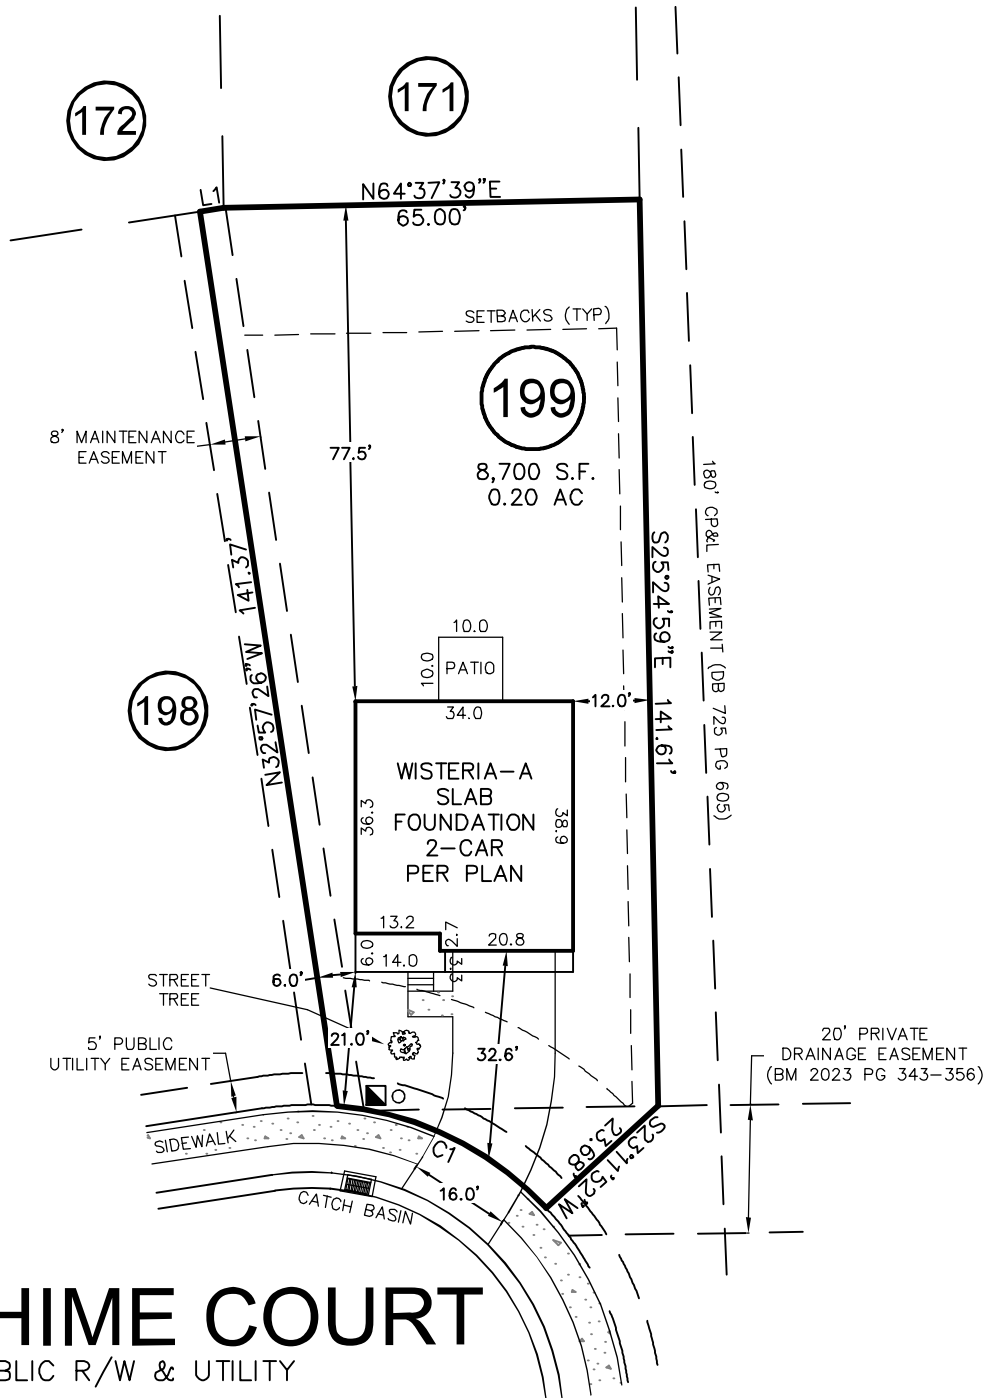 171
172
L1
N64°37'39"E
65.00'
SETBACKS (TYP)
199
8,700 S.F.
0.20 AC
77.5'
8' MAINTENANCE
EASEMENT
180' CP&L EASEMENT (DB 725 PG 605)
S25°24'59"E 141.61'
N32°57'26"W 141.37'
198
10.0
10.0
PATIO
34.0
12.0'
WISTERIA-A
SLAB
FOUNDATION
2-CAR
PER PLAN
36.3
38.9
13.2
2.7
20.8
6.0
14.0
3.3
6.0'
STREET
TREE
21.0'
32.6'
5' PUBLIC
UTILITY EASEMENT
20' PRIVATE
DRAINAGE EASEMENT
(BM 2023 PG 343-356)
S23°11'52"W
23.68'
SIDEWALK
C1
16.0'
CATCH BASIN
HIME COURT
BLIC R/W & UTILITY